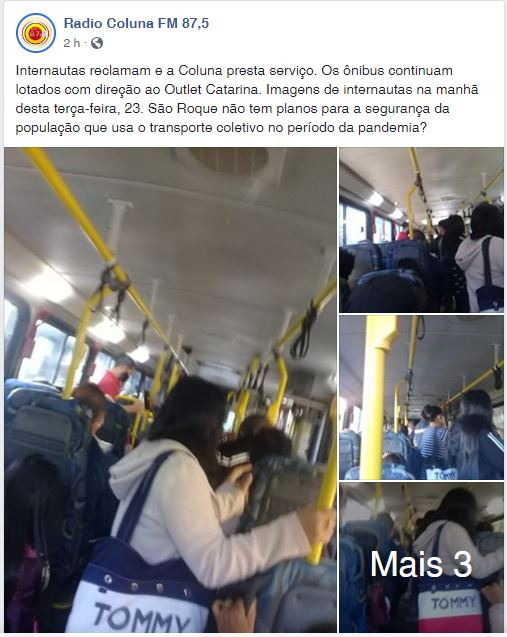 Radio Coluna FM 87,5
2 h ·
Internautas reclamam e a Coluna presta serviço. Os ônibus continuam
lotados com direção ao Outlet Catarina. Imagens de internautas na manhã
desta terça-feira, 23. São Roque não tem planos para a segurança da
população que usa o transporte coletivo no período da pandemia?
TOMMY
TOMMY
Mais 3
TOMMY